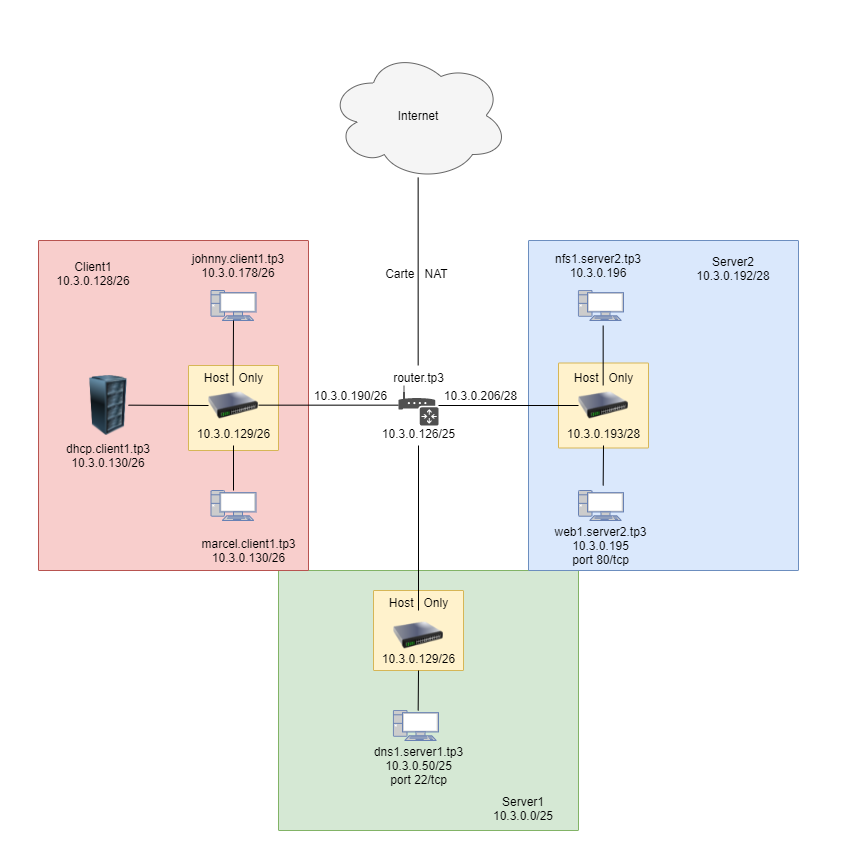 Internet
Carte NAT
Client1
10.3.0.128/26
johnny.client1.tp3
10.3.0.178/26
Host Only
10.3.0.129/26
dhcp.client1.tp3
10.3.0.130/26
marcel.client1.tp3
10.3.0.130/26
10.3.0.190/26
router.tp3
10.3.0.126/25
10.3.0.206/28
nfs1.server2.tp3
10.3.0.196
Server2
10.3.0.192/28
Host Only
10.3.0.193/28
web1.server2.tp3
10.3.0.195
port 80/tcp
Host Only
10.3.0.129/26
dns1.server1.tp3
10.3.0.50/25
port 22/tcp
Server1
10.3.0.0/25